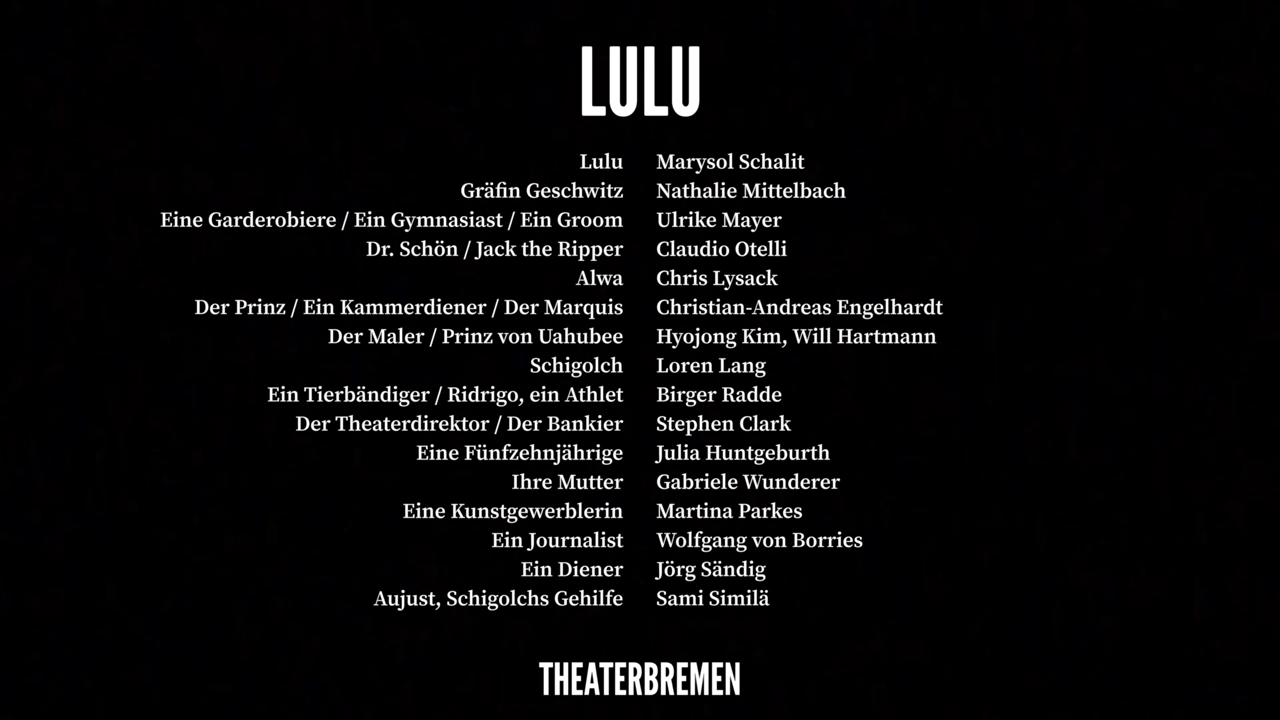 LULU
Lulu Marysol Schalit
Gräfin Geschwitz Nathalie Mittelbach
Eine Garderobiere / Ein Gymnasiast / Ein Groom Ulrike Mayer
Dr. Schön / Jack the Ripper Claudio Otelli
Alwa Chris Lysack
Der Prinz / Ein Kammerdiener / Der Marquis Christian-Andreas Engelhardt
Der Maler / Prinz von Uahubee Hyojong Kim, Will Hartmann
Schigolch Loren Lang
Ein Tierbändiger / Ridrigo, ein Athlet Birger Radde
Der Theaterdirektor / Der Bankier Stephen Clark
Eine Fünfzehnjährige Julia Huntgeburth
Ihre Mutter Gabriele Wunderer
Eine Kunstgewerblerin Martina Parkes
Ein Journalist Wolfgang von Borries
Ein Diener Jörg Sändig
Aujust, Schigolchs Gehilfe Sami Similä
THEATERBREMEN